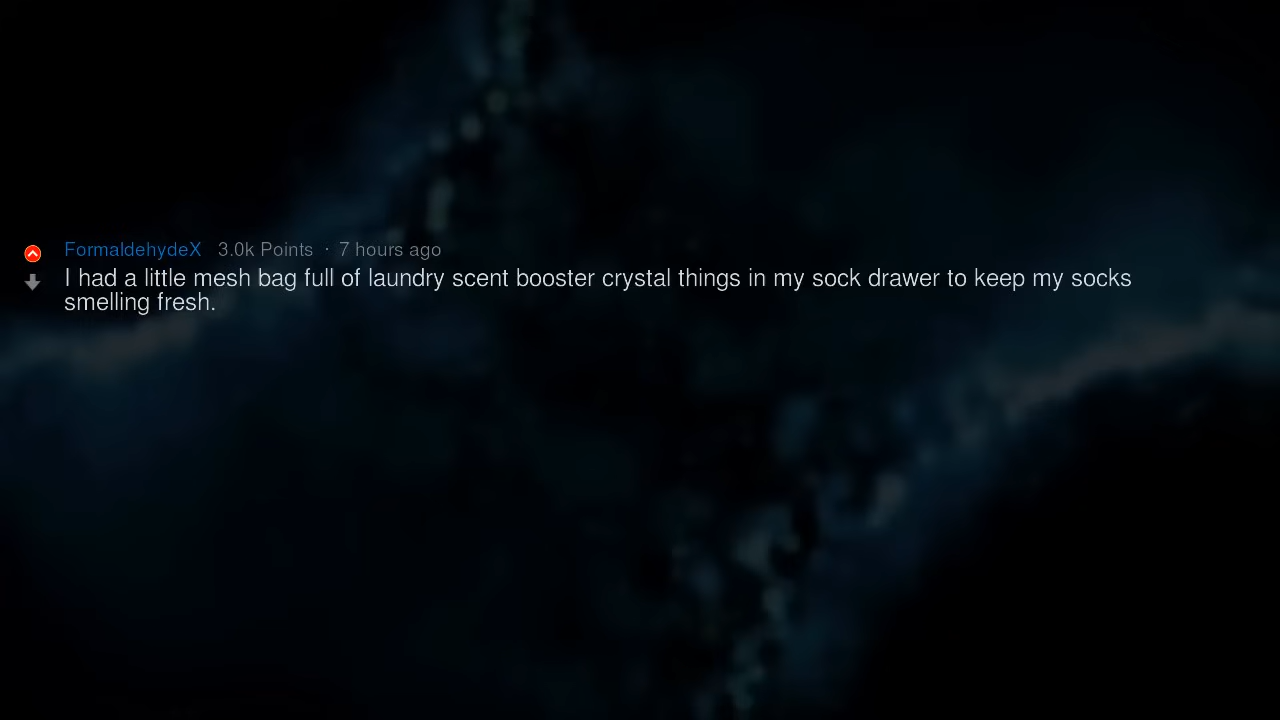 FormaldehydeX 3.0k Points · 7 hours ago
I had a little mesh bag full of laundry scent booster crystal things in my sock drawer to keep my socks
smelling fresh.